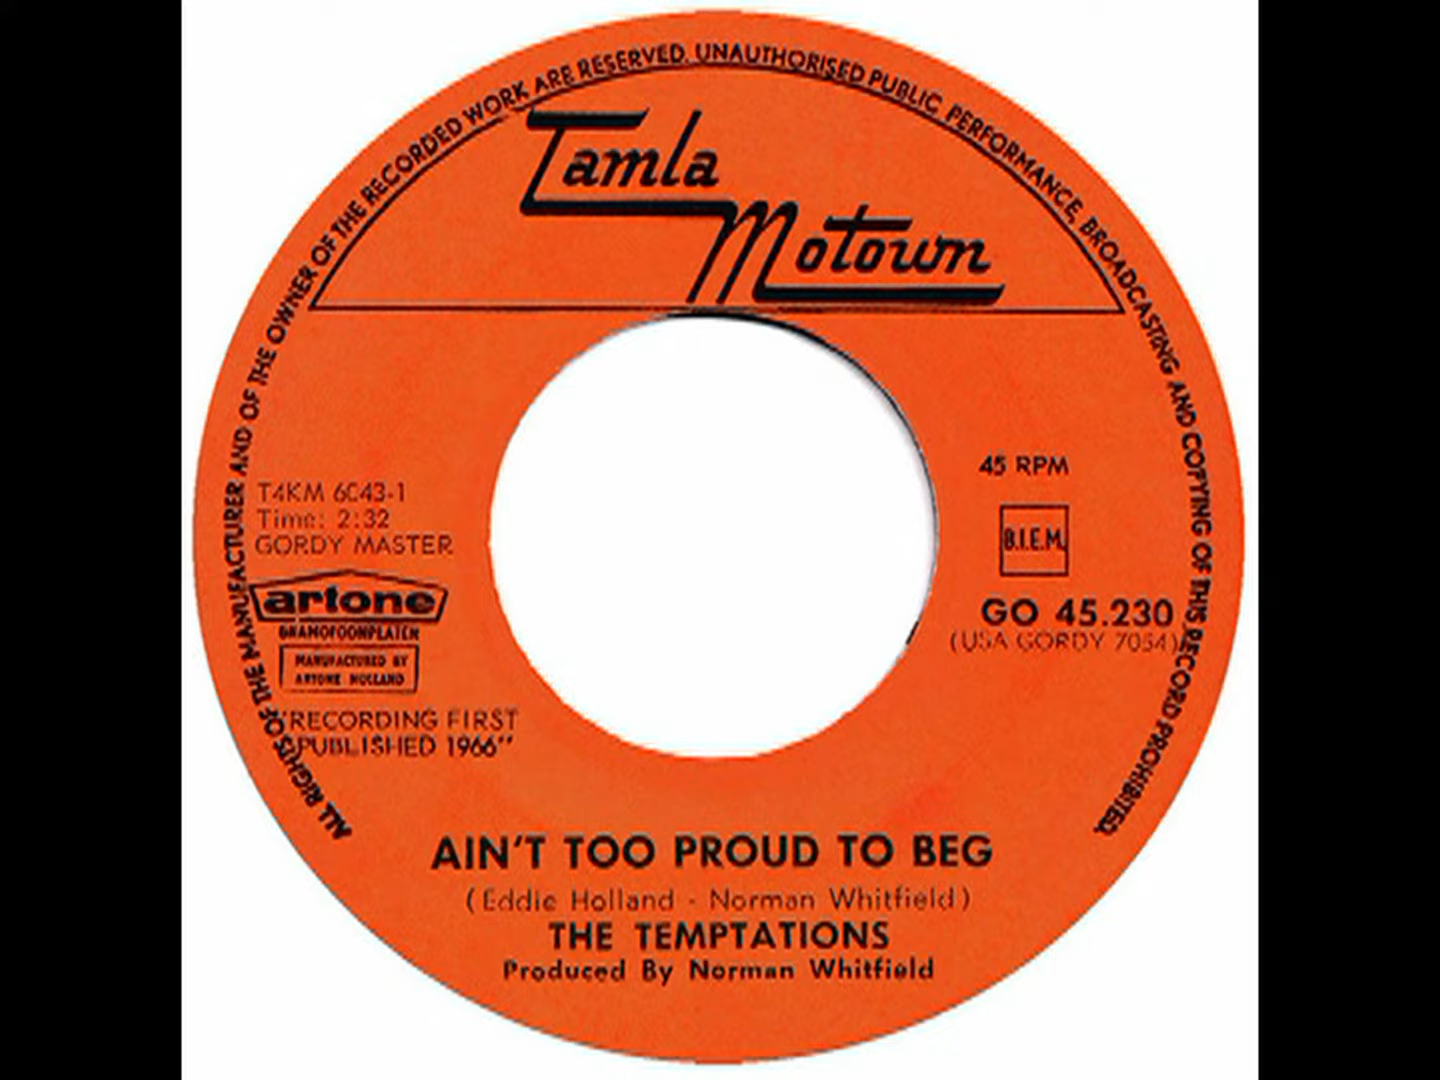 ALL RIGHTS OF THE MANUFACTURER AND OF THE OWNER OF THE RECORDED WORK ARE RESERVED. UNAUTHORISED PUBLIC PERFORMANCE, BROADCASTING AND COPYING OF THIS RECORD PROHIBITED.
Tamla
Motown
45 RPM
T4KM 6043-1
Time: 2:32
GORDY MASTER
B.I.E.M.
artone
GRAMOFOONPLATEN
MANUFACTURED BY
ARTONE HOLLAND
GO 45.230
(USA GORDY 7054)
"RECORDING FIRST
PUBLISHED 1966"
AIN'T TOO PROUD TO BEG
(Eddie Holland - Norman Whitfield)
THE TEMPTATIONS
Produced By Norman Whitfield